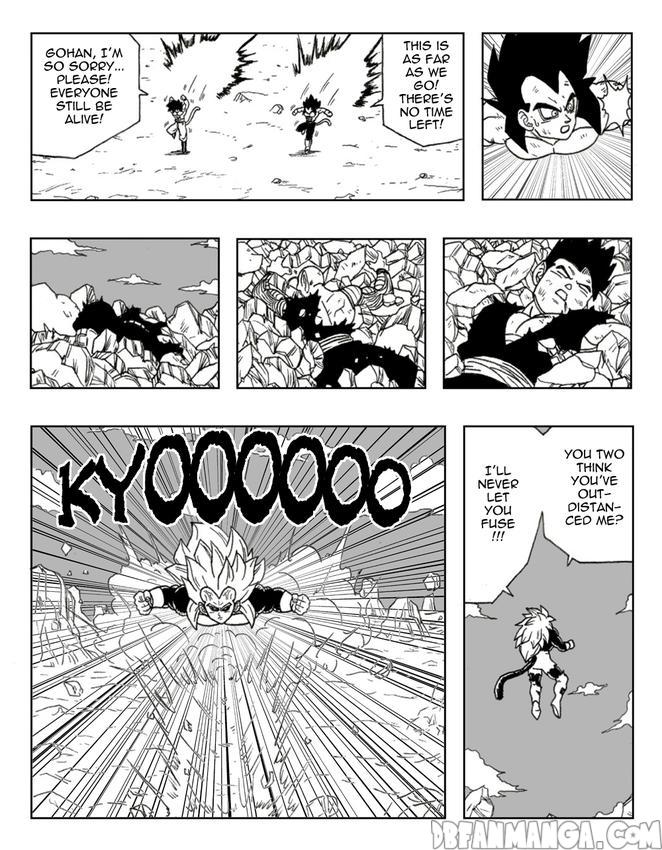 GOHAN, I'M
SO SORRY...
PLEASE!
EVERYONE
STILL BE
ALIVE!
THIS IS
AS FAR
AS WE
GO!
THERE'S
NO TIME
LEFT!
KYOOOOOOO
YOU TWO
THINK
YOU'VE
OUT-
DISTAN-
CED ME?
I'LL
NEVER
LET
YOU
FUSE
!!!
DBFANMANGA.COM